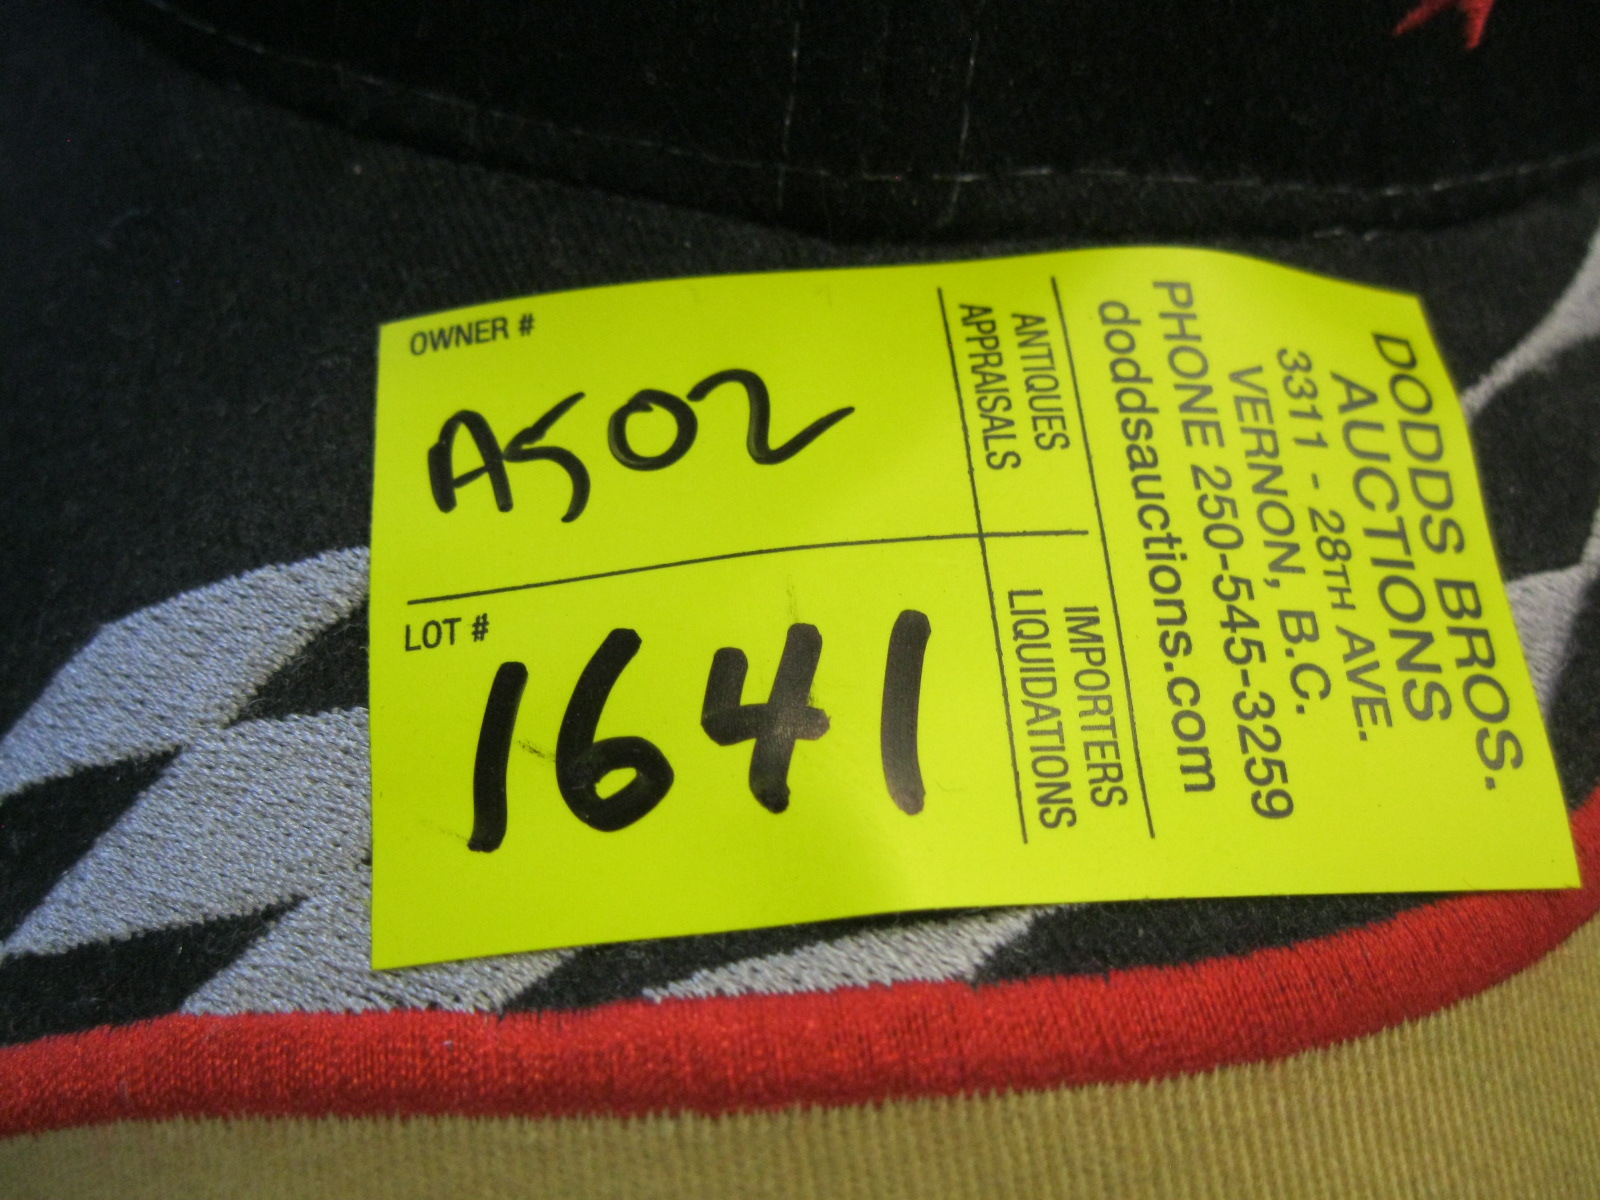 OWNER #
A502
LOT #
1641
ANTIQUES
APPRAISALS
IMPORTERS
LIQUIDATIONS
DODDS BROS.
AUCTIONS
3311 - 28TH AVE.
VERNON, B.C.
PHONE 250-545-3259
doddsauctions.com